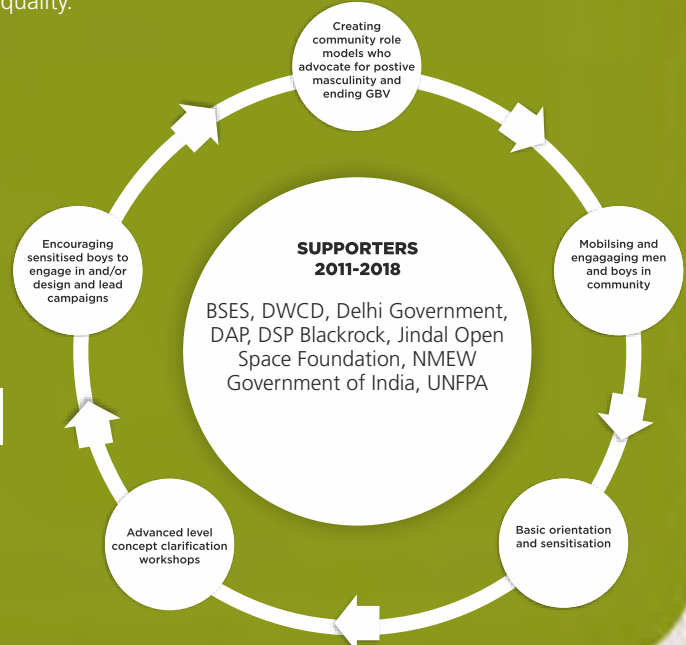 quality.
Creating
community role
models who
advocate for postive
masculinity and
ending GBV
Mobilsing and
engagaging men
and boys in
community
Basic orientation
and sensitisation
Advanced level
concept clarification
workshops
Encouraging
sensitised boys to
engage in and/or
design and lead
campaigns
SUPPORTERS
2011-2018
BSES, DWCD, Delhi Government,
DAP, DSP Blackrock, Jindal Open
Space Foundation, NMEW
Government of India, UNFPA